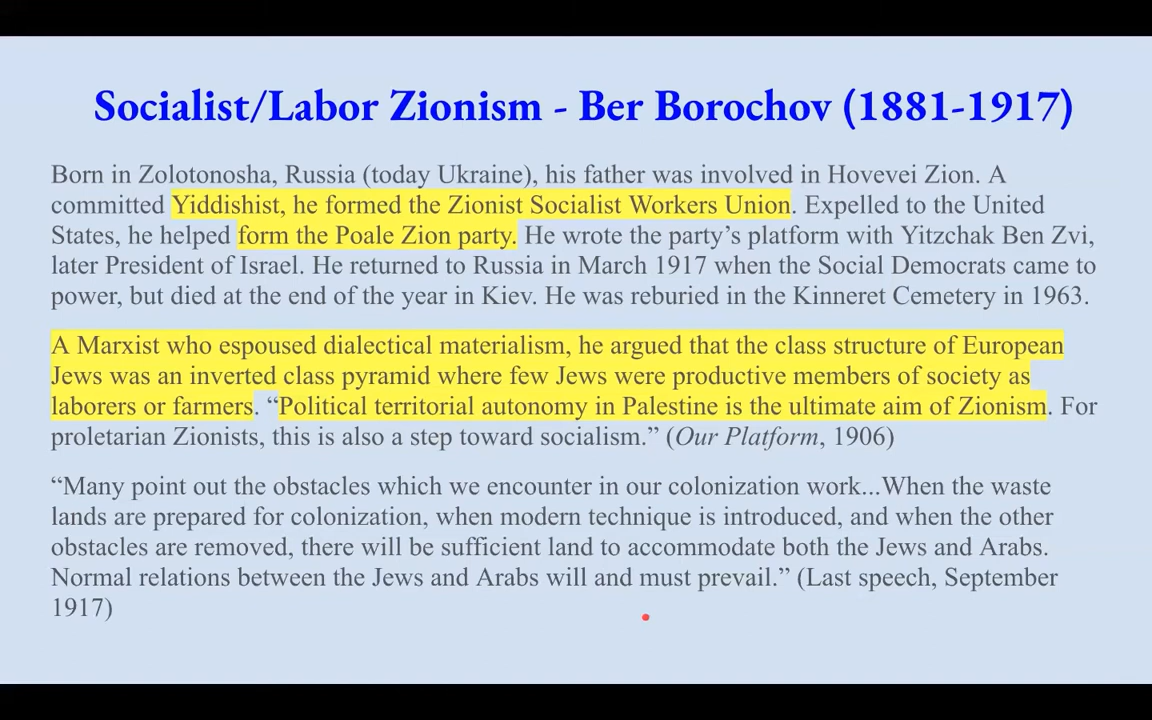 Socialist/Labor Zionism - Ber Borochov (1881-1917)
Born in Zolotonosha, Russia (today Ukraine), his father was involved in Hovevei Zion. A
committed Yiddishist, he formed the Zionist Socialist Workers Union. Expelled to the United
States, he helped form the Poale Zion party. He wrote the party’s platform with Yitzchak Ben Zvi,
later President of Israel. He returned to Russia in March 1917 when the Social Democrats came to
power, but died at the end of the year in Kiev. He was reburied in the Kinneret Cemetery in 1963.
A Marxist who espoused dialectical materialism, he argued that the class structure of European
Jews was an inverted class pyramid where few Jews were productive members of society as
laborers or farmers. “Political territorial autonomy in Palestine is the ultimate aim of Zionism. For
proletarian Zionists, this is also a step toward socialism.” (Our Platform, 1906)
“Many point out the obstacles which we encounter in our colonization work...When the waste
lands are prepared for colonization, when modern technique is introduced, and when the other
obstacles are removed, there will be sufficient land to accommodate both the Jews and Arabs.
Normal relations between the Jews and Arabs will and must prevail.” (Last speech, September
1917)